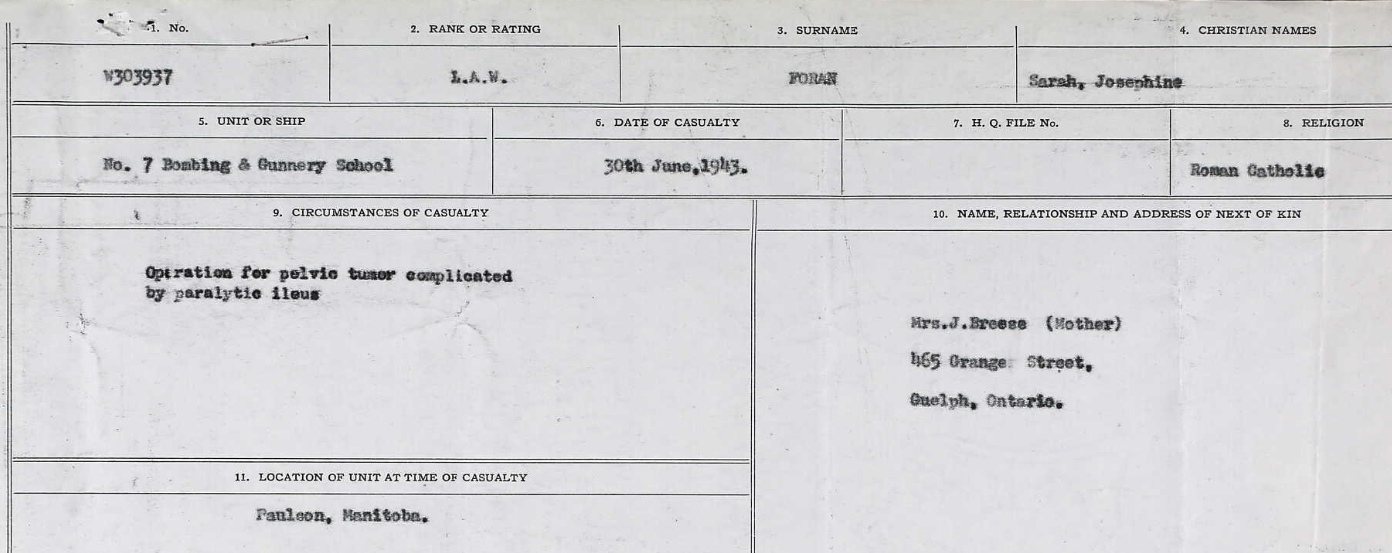 1. No.
2. RANK OR RATING
3. SURNAME
4. CHRISTIAN NAMES
W303937
L.A.W.
FORAN
Sarah, Josephine
5. UNIT OR SHIP
6. DATE OF CASUALTY
7. H. Q. FILE No.
8. RELIGION
No. 7 Bombing & Gunnery School
30th June,1943.
Roman Catholic
9. CIRCUMSTANCES OF CASUALTY
10. NAME, RELATIONSHIP AND ADDRESS OF NEXT OF KIN
Operation for pelvic tumor complicated
by paralytic ileus
Mrs.J.Breese (Mother)
465 Grange Street,
Guelph, Ontario.
11. LOCATION OF UNIT AT TIME OF CASUALTY
Paulson, Manitoba.